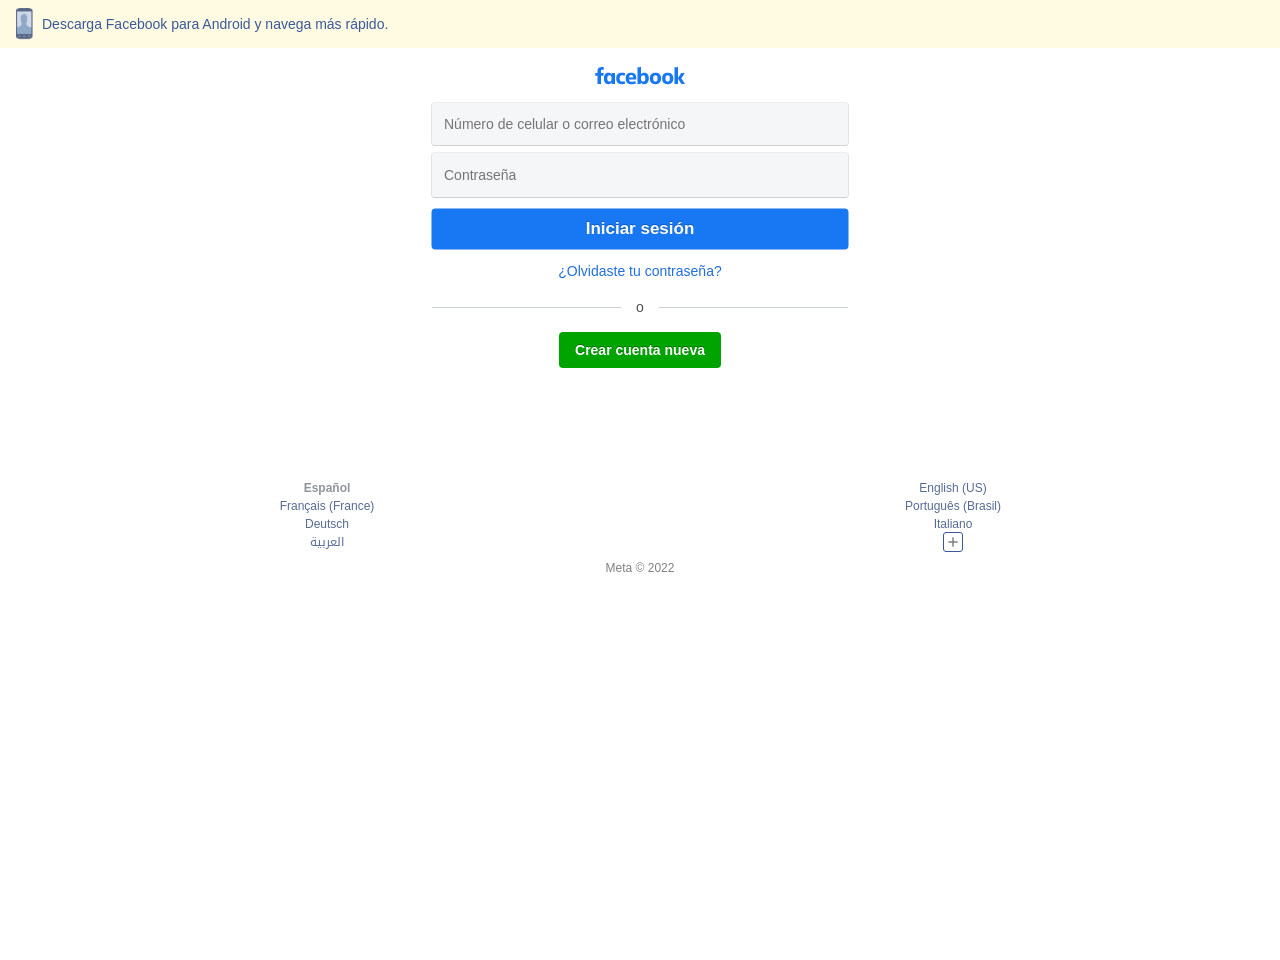 Descarga Facebook para Android y navega más rápido.
facebook
Número de celular o correo electrónico
Contraseña
Iniciar sesión
¿Olvidaste tu contraseña?
o
Crear cuenta nueva
Español
English (US)
Français (France)
Português (Brasil)
Deutsch
Italiano
العربية
Meta © 2022